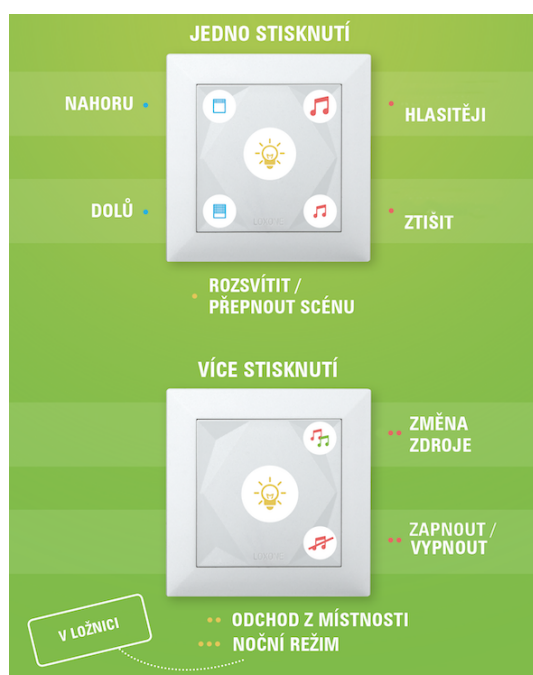 JEDNO STISKNUTÍ
NAHORU
HLASITĚJI
DOLŮ
ZTIŠIT
ROZSVÍTIT /
PŘEPNOUT SCÉNU
VÍCE STISKNUTÍ
ZMĚNA
ZDROJE
ZAPNOUT /
VYPNOUT
ODCHOD Z MÍSTNOSTI
V LOŽNICI
NOČNÍ REŽIM